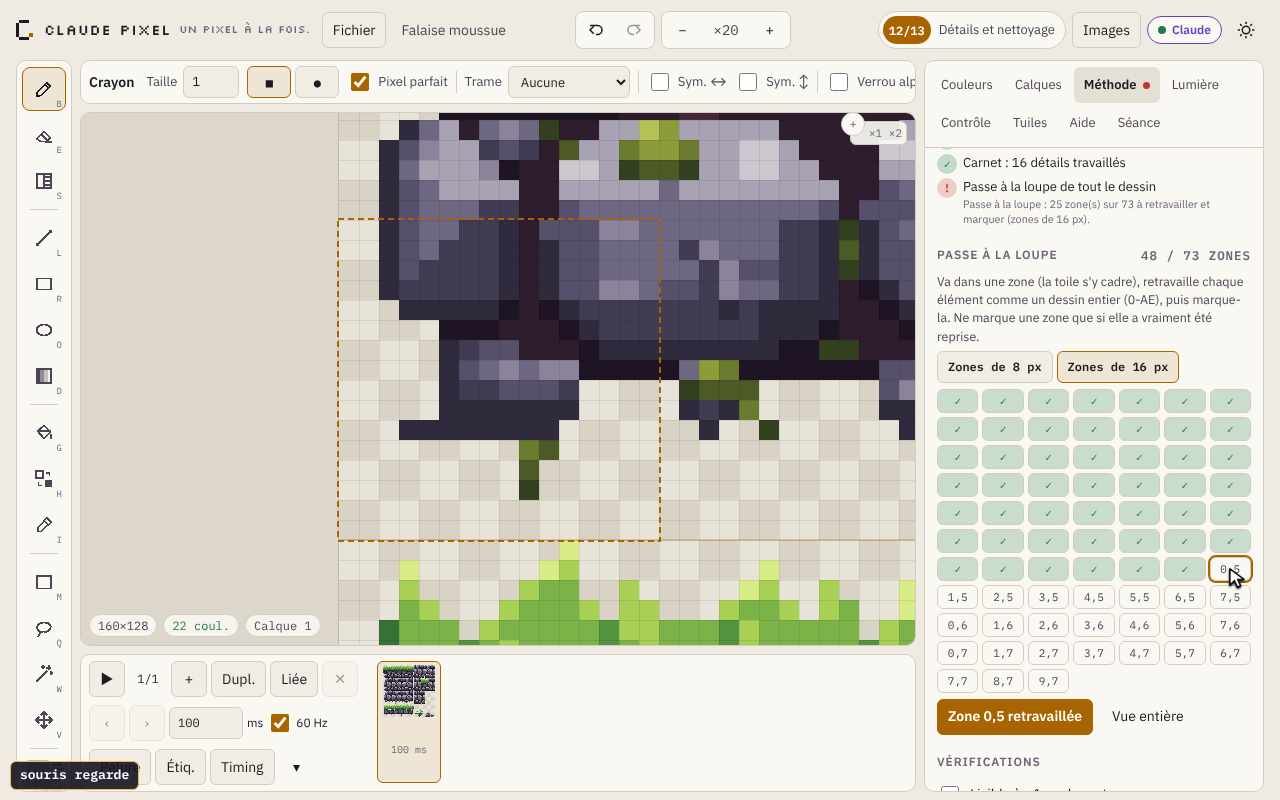 CLAUDE PIXEL UN PIXEL À LA FOIS. Fichier Falaise moussue − ×20 + 12/13 Détails et nettoyage Images Claude
Crayon Taille 1 Pixel parfait Trame Aucune Sym. ↔ Sym. ↕ Verrou alp
B
E
S
L
R
O
D
G
H
I
M
Q
W
V
+ ×1 ×2
160×128 22 coul. Calque 1
1/1 + Dupl. Liée ×
‹ › 100 ms 60 Hz
Étiq. Timing ▼
100 ms
souris regarde
Couleurs Calques Méthode Lumière
Contrôle Tuiles Aide Séance
✓ Carnet : 16 détails travaillés
! Passe à la loupe de tout le dessin
Passe à la loupe : 25 zone(s) sur 73 à retravailler et
marquer (zones de 16 px).
PASSE À LA LOUPE 48 / 73 ZONES
Va dans une zone (la toile s'y cadre), retravaille chaque
élément comme un dessin entier (0-AE), puis marque-
la. Ne marque une zone que si elle a vraiment été
reprise.
Zones de 8 px Zones de 16 px
✓ ✓ ✓ ✓ ✓ ✓ ✓
✓ ✓ ✓ ✓ ✓ ✓ ✓
✓ ✓ ✓ ✓ ✓ ✓ ✓
✓ ✓ ✓ ✓ ✓ ✓ ✓
✓ ✓ ✓ ✓ ✓ ✓ ✓
✓ ✓ ✓ ✓ ✓ ✓ ✓
✓ ✓ ✓ ✓ ✓ ✓ 0,5
1,5 2,5 3,5 4,5 5,5 6,5 7,5
0,6 1,6 2,6 3,6 4,6 5,6 7,6
0,7 1,7 2,7 3,7 4,7 5,7 6,7
7,7 8,7 9,7
Zone 0,5 retravaillée Vue entière
VÉRIFICATIONS